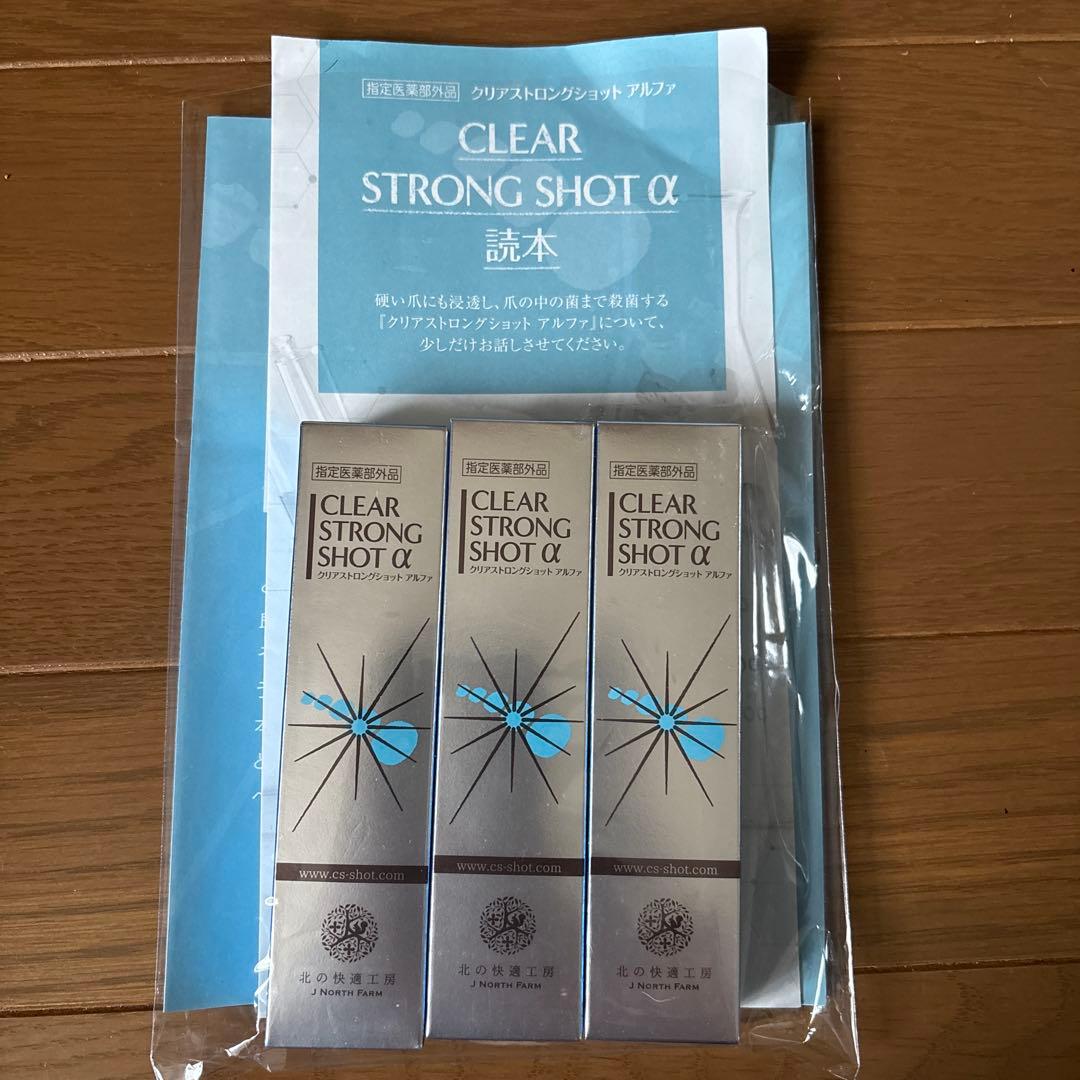 指定医薬部外品 クリアストロングショット アルファ
CLEAR
STRONG SHOT α
読本
硬い爪にも浸透し、爪の中の菌まで殺菌する
『クリアストロングショット アルファ』について、
少しだけお話しさせてください。
指定医薬部外品
CLEAR
STRONG
SHOT α
クリアストロングショット アルファ
www.cs-shot.com
北の快適工房
J NORTH FARM
指定医薬部外品
CLEAR
STRONG
SHOT α
クリアストロングショット アルファ
www.cs-shot.com
北の快適工房
J NORTH FARM
指定医薬部外品
CLEAR
STRONG
SHOT α
クリアストロングショット アルファ
www.cs-shot.com
北の快適工房
J NORTH FARM